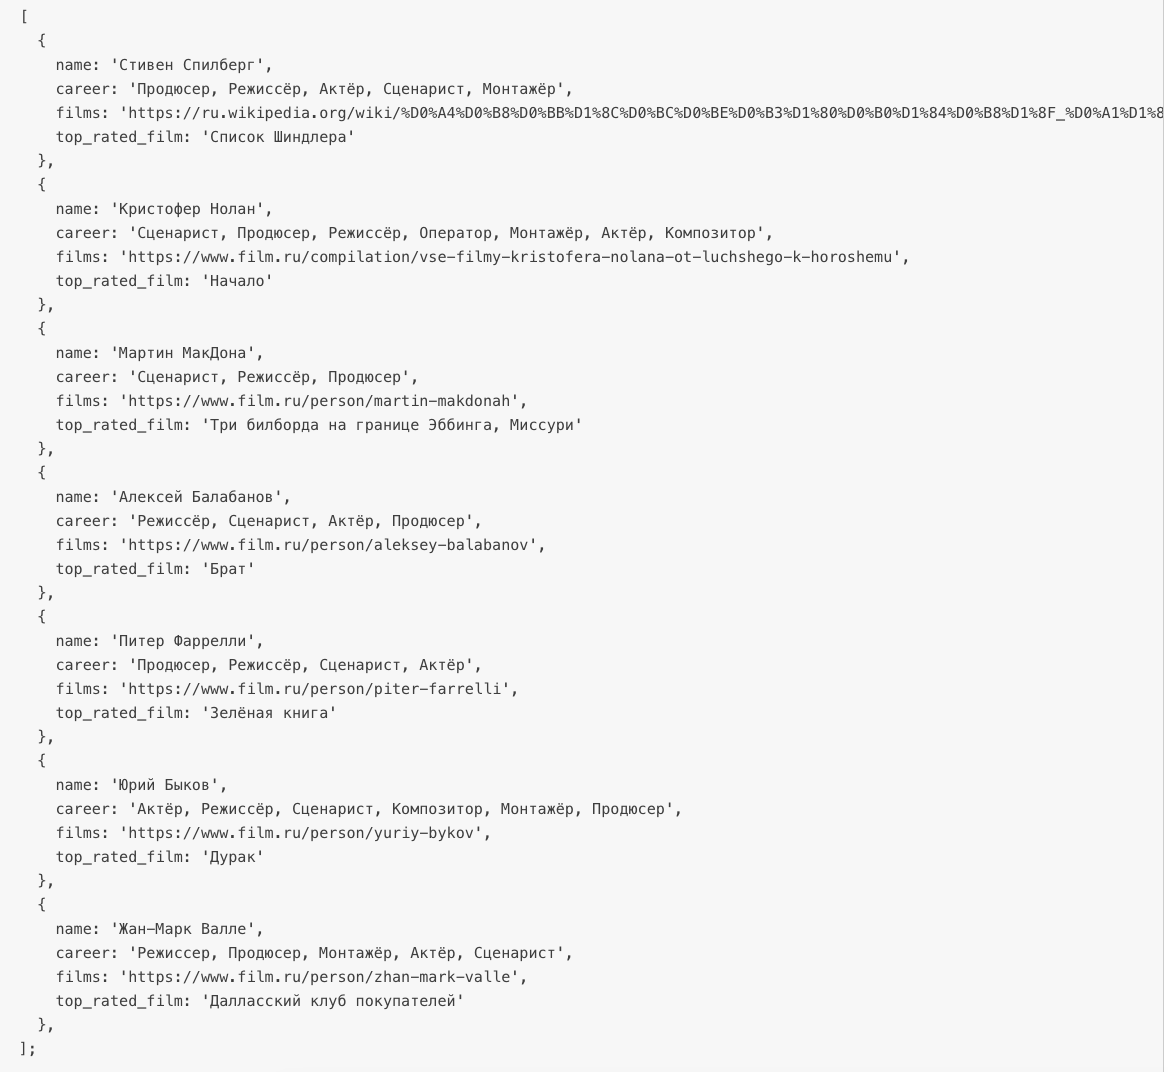 [
  {
    name: 'Стивен Спилберг',
    career: 'Продюсер, Режиссёр, Актёр, Сценарист, Монтажёр',
    films: 'https://ru.wikipedia.org/wiki/%D0%A4%D0%B8%D0%BB%D1%8C%D0%BC%D0%BE%D0%B3%D1%80%D0%B0%D1%84%D0%B8%D1%8F_%D0%A1%D1%8
    top_rated_film: 'Список Шиндлера'
  },
  {
    name: 'Кристофер Нолан',
    career: 'Сценарист, Продюсер, Режиссёр, Оператор, Монтажёр, Актёр, Композитор',
    films: 'https://www.film.ru/compilation/vse-filmy-kristofera-nolana-ot-luchshego-k-horoshemu',
    top_rated_film: 'Начало'
  },
  {
    name: 'Мартин МакДона',
    career: 'Сценарист, Режиссёр, Продюсер',
    films: 'https://www.film.ru/person/martin-makdonah',
    top_rated_film: 'Три билборда на границе Эббинга, Миссури'
  },
  {
    name: 'Алексей Балабанов',
    career: 'Режиссёр, Сценарист, Актёр, Продюсер',
    films: 'https://www.film.ru/person/aleksey-balabanov',
    top_rated_film: 'Брат'
  },
  {
    name: 'Питер Фаррелли',
    career: 'Продюсер, Режиссёр, Сценарист, Актёр',
    films: 'https://www.film.ru/person/piter-farrelli',
    top_rated_film: 'Зелёная книга'
  },
  {
    name: 'Юрий Быков',
    career: 'Актёр, Режиссёр, Сценарист, Композитор, Монтажёр, Продюсер',
    films: 'https://www.film.ru/person/yuriy-bykov',
    top_rated_film: 'Дурак'
  },
  {
    name: 'Жан-Марк Валле',
    career: 'Режиссер, Продюсер, Монтажёр, Актёр, Сценарист',
    films: 'https://www.film.ru/person/zhan-mark-valle',
    top_rated_film: 'Далласский клуб покупателей'
  },
];